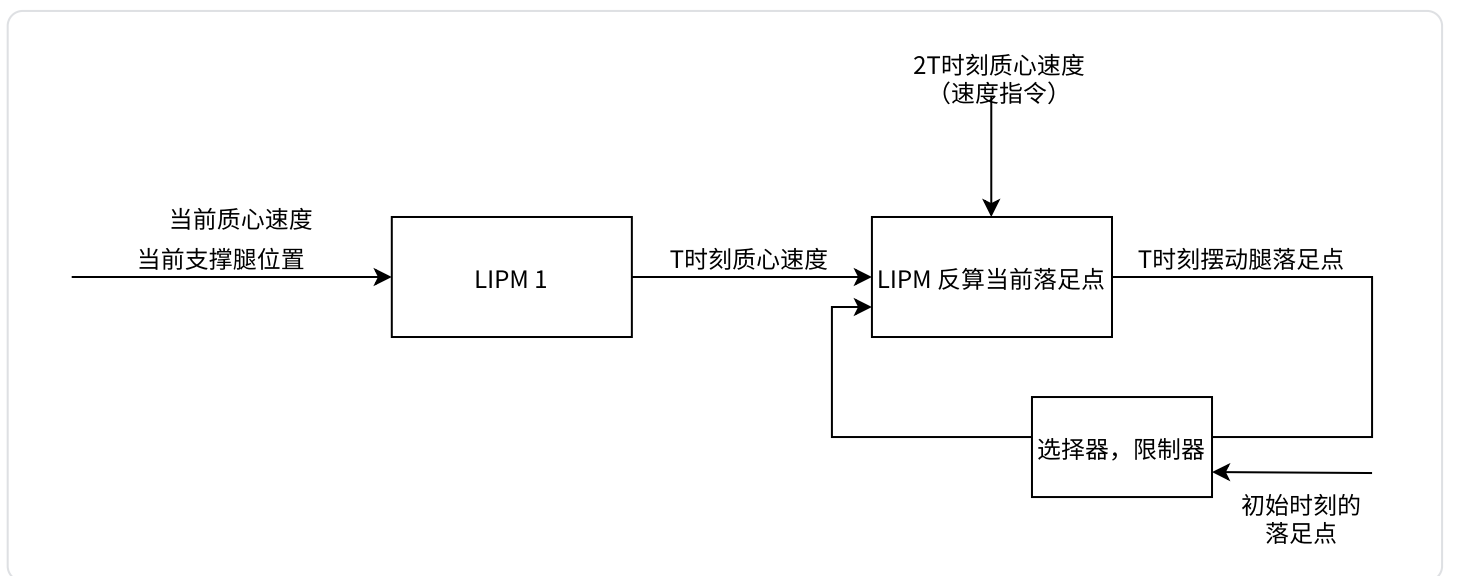 2T时刻质心速度
（速度指令）
当前质心速度
当前支撑腿位置
LIPM 1
T时刻质心速度
LIPM 反算当前落足点
T时刻摆动腿落足点
选择器，限制器
初始时刻的
落足点